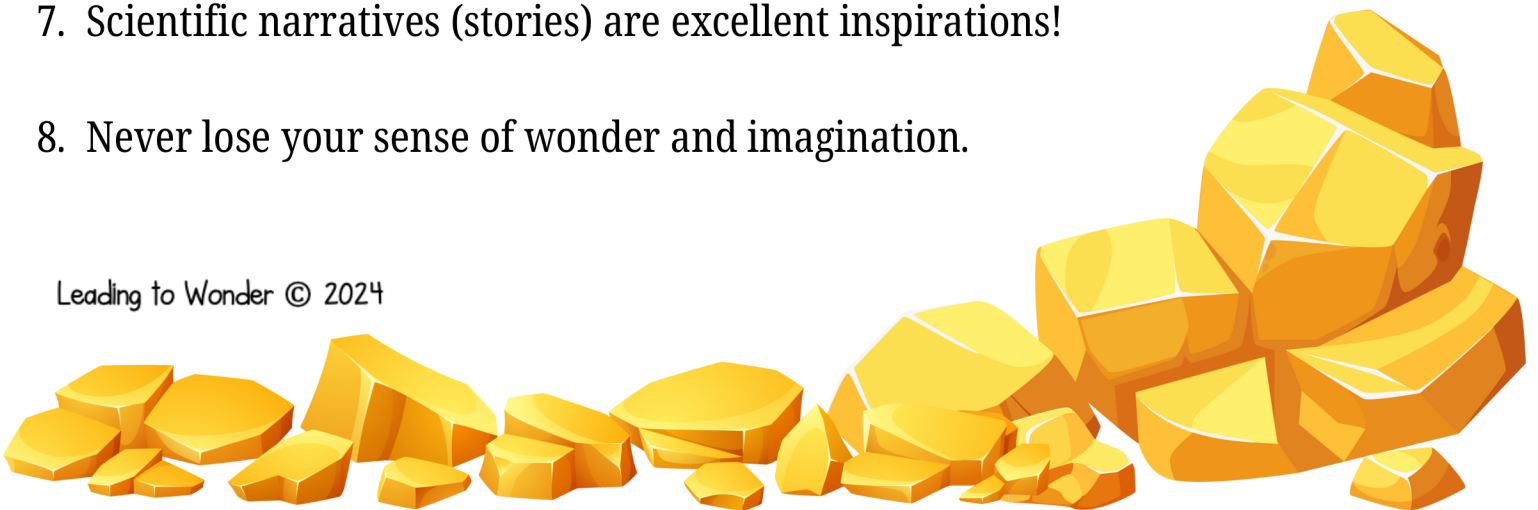 7. Scientific narratives (stories) are excellent inspirations!
8. Never lose your sense of wonder and imagination.
Leading to Wonder © 2024